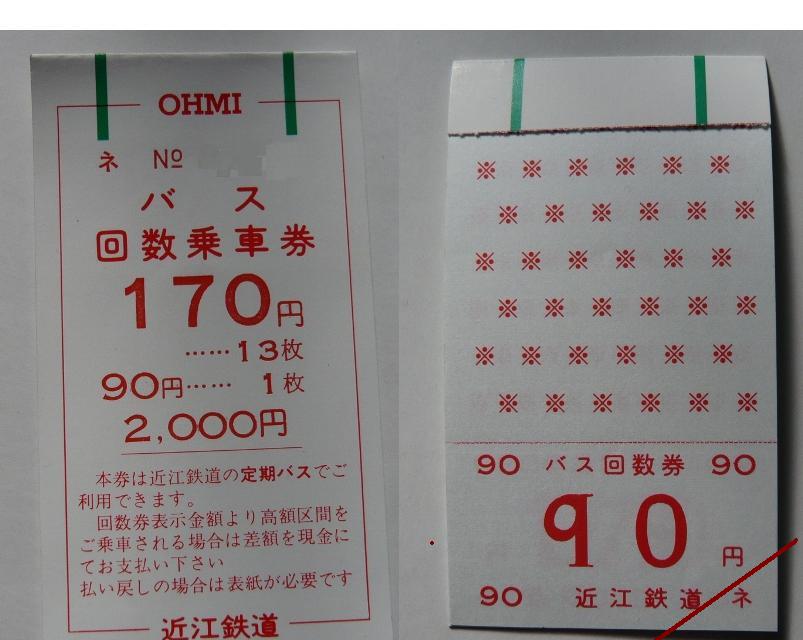 OHMI
ネ №
バス
回数乗車券
170円
……13枚
90円…… 1枚
2,000円
本券は近江鉄道の定期バスでご
利用できます。
回数券表示金額より高額区間を
ご乗車される場合は差額を現金に
てお支払い下さい
払い戻しの場合は表紙が必要です
近江鉄道
※ ※ ※ ※ ※ ※
※ ※ ※ ※ ※ ※
※ ※ ※ ※ ※ ※
※ ※ ※ ※ ※ ※
※ ※ ※ ※ ※ ※
※ ※ ※ ※ ※ ※
90 バス回数券 90
90円
90 近江鉄道 ネ